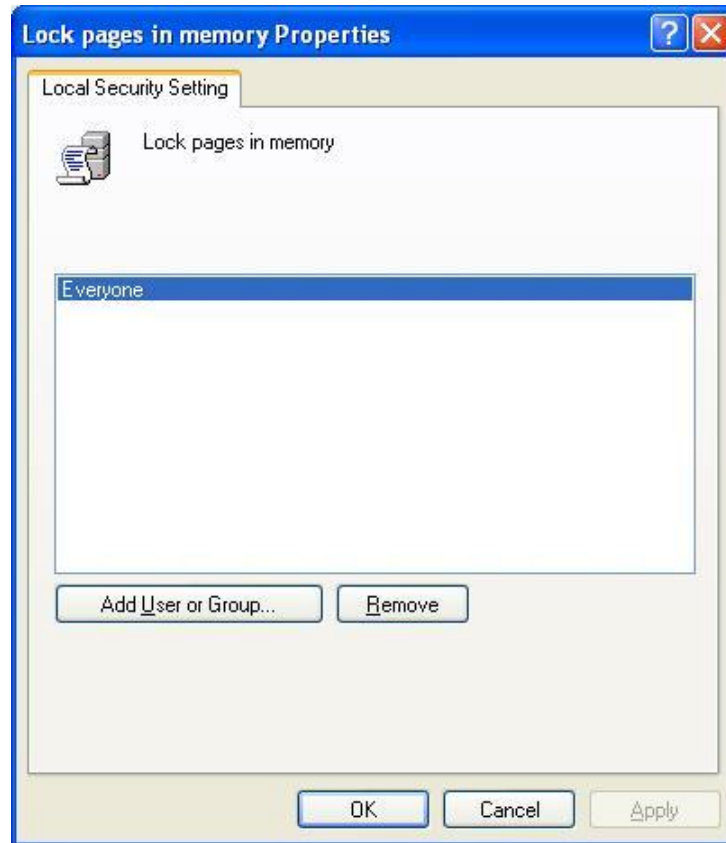 Lock pages in memory Properties
Local Security Setting
Lock pages in memory
Everyone
Add User or Group...
Remove
OK
Cancel
Apply